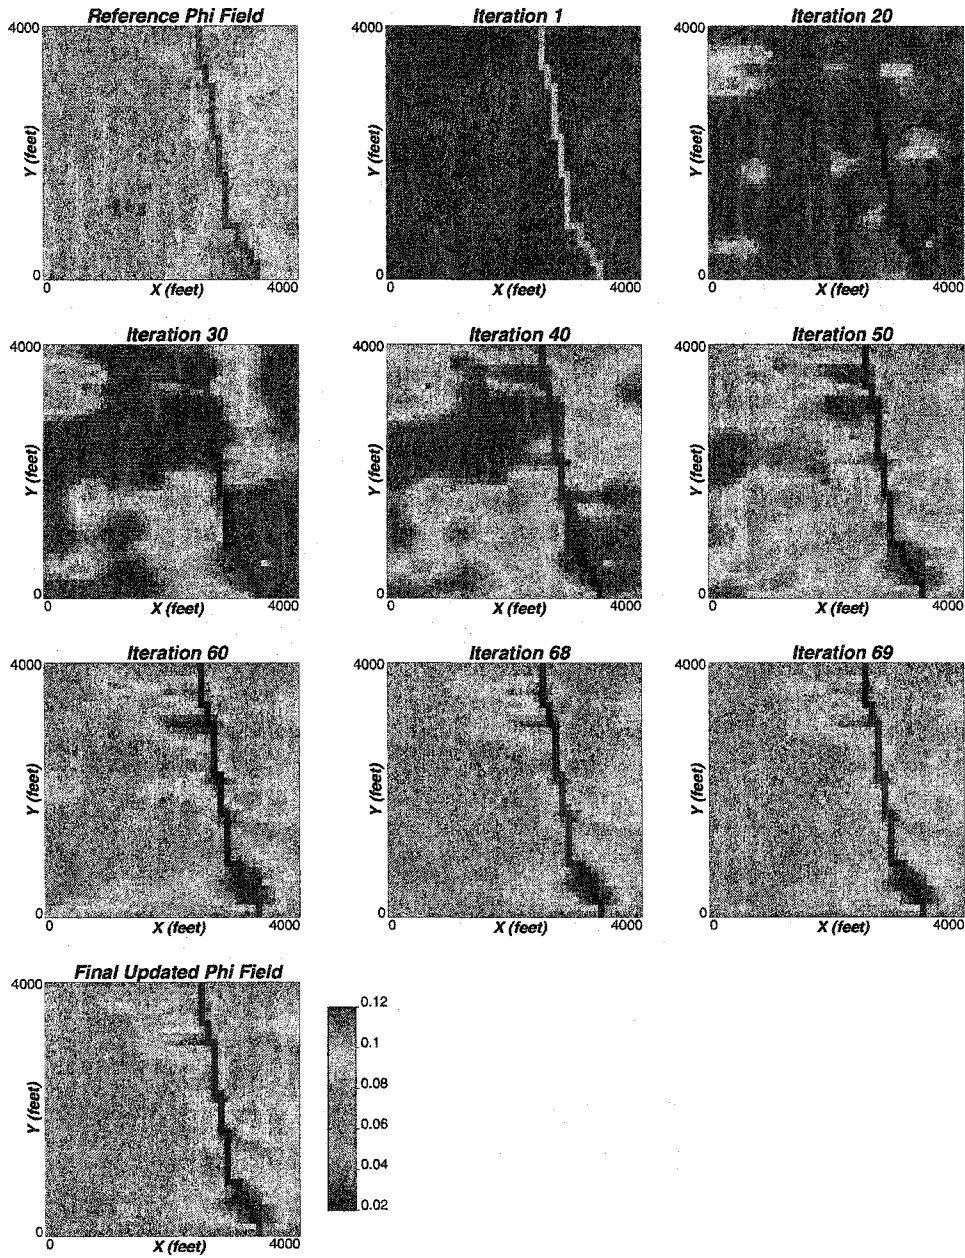 Reference Phi Field
Iteration 1
Iteration 20
4000
Y (feet)
0
0
X (feet)
4000
4000
Y (feet)
0
0
X (feet)
4000
4000
Y (feet)
0
0
X (feet)
4000
Iteration 30
Iteration 40
Iteration 50
4000
Y (feet)
0
0
X (feet)
4000
4000
Y (feet)
0
0
X (feet)
4000
4000
Y (feet)
0
0
X (feet)
4000
Iteration 60
Iteration 68
Iteration 69
4000
Y (feet)
0
0
X (feet)
4000
4000
Y (feet)
0
0
X (feet)
4000
4000
Y (feet)
0
0
X (feet)
4000
Final Updated Phi Field
4000
Y (feet)
0
0
X (feet)
4000
0.12
0.1
0.08
0.06
0.04
0.02